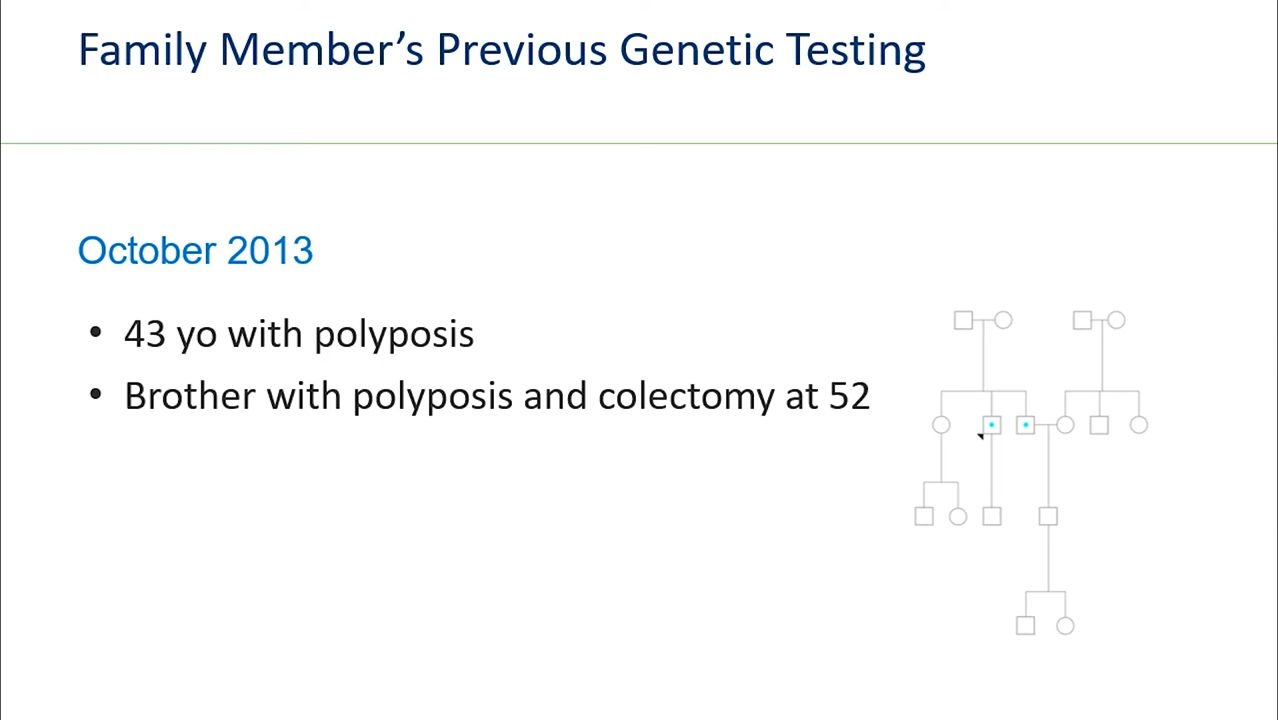 Family Member’s Previous Genetic Testing
October 2013
• 43 yo with polyposis
• Brother with polyposis and colectomy at 52